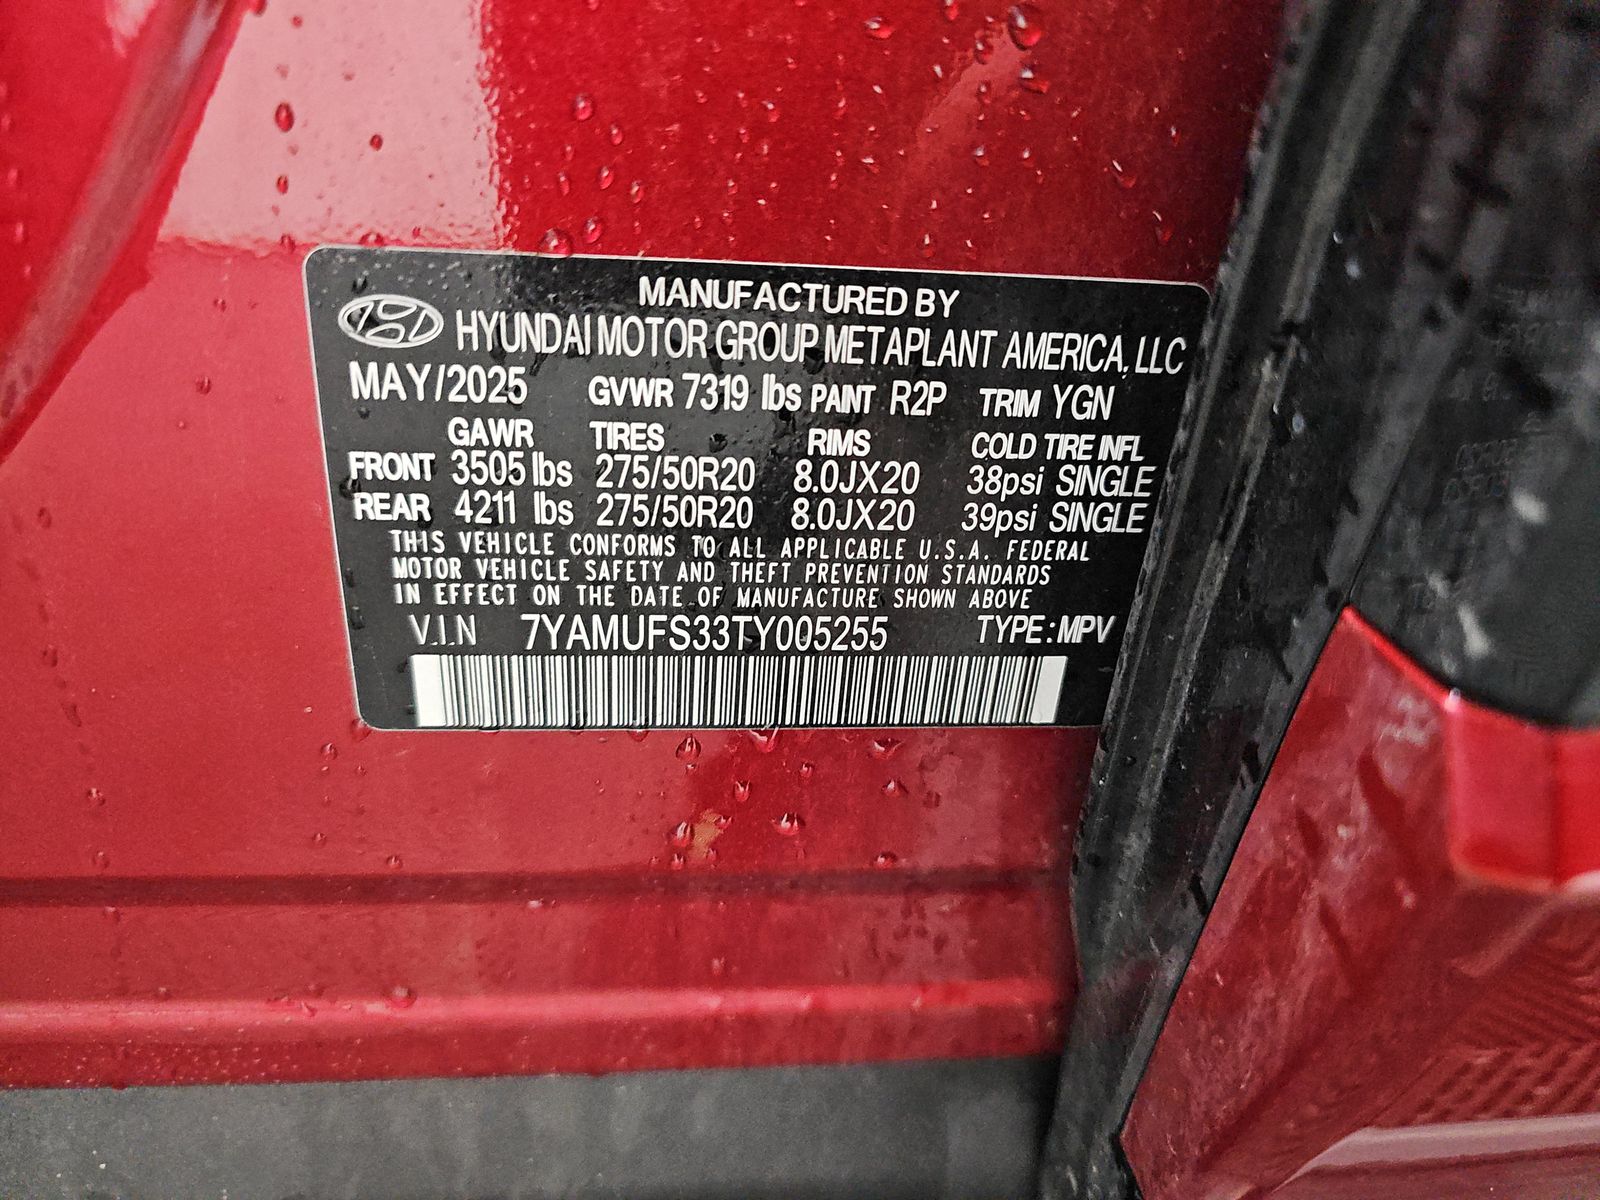 MANUFACTURED BY
HYUNDAI MOTOR GROUP METAPLANT AMERICA, LLC
MAY/2025 GVWR 7319 lbs PAINT R2P TRIM YGN
GAWR TIRES RIMS COLD TIRE INFL
FRONT 3505 lbs 275/50R20 8.0JX20 38psi SINGLE
REAR 4211 lbs 275/50R20 8.0JX20 39psi SINGLE
THIS VEHICLE CONFORMS TO ALL APPLICABLE U.S.A. FEDERAL
MOTOR VEHICLE SAFETY AND THEFT PREVENTION STANDARDS
IN EFFECT ON THE DATE OF MANUFACTURE SHOWN ABOVE
V.I.N 7YAMUFS33TY005255 TYPE: MPV